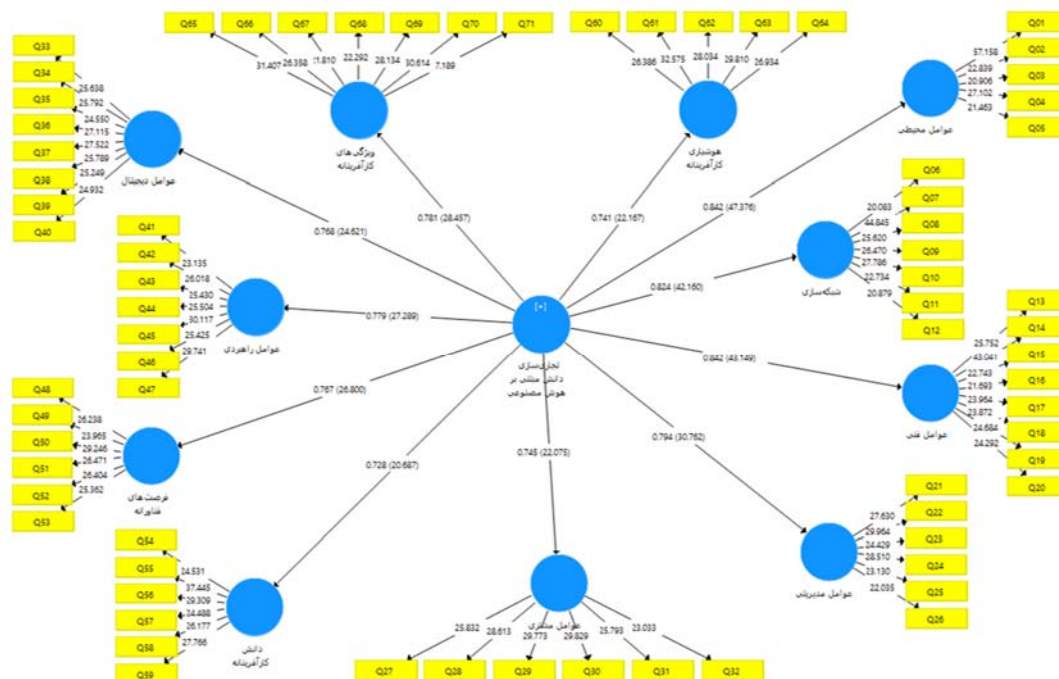 Q65
Q66
Q67
Q68
Q69
Q70
Q71
31.407
26.358
21.810
22.292
28.134
30.614
7.189
ویژگی‌های
کارآفرینانه
Q60
Q61
Q62
Q63
Q64
26.386
32.575
28.034
29.810
26.934
هوشیاری
کارآفرینانه
Q01
Q02
Q03
Q04
Q05
57.158
22.839
20.906
27.102
21.463
عوامل محیطی
Q33
Q34
Q35
Q36
Q37
Q38
Q39
Q40
25.638
25.792
24.550
27.115
27.522
25.789
25.249
24.932
عوامل دیجیتال
Q06
Q07
Q08
Q09
Q10
Q11
Q12
20.083
44.845
25.620
26.470
27.786
22.734
20.879
شبکه‌سازی
0.781 (28.457)
0.741 (22.167)
0.842 (47.376)
0.768 (24.621)
0.824 (42.160)
Q41
Q42
Q43
Q44
Q45
Q46
Q47
23.135
26.018
25.430
25.504
30.117
25.425
29.741
عوامل راهبردی
0.779 (27.289)
[+]
تجاری‌سازی
دانش مبتنی بر
هوش مصنوعی
0.842 (43.149)
Q13
Q14
Q15
Q16
Q17
Q18
Q19
Q20
25.752
43.041
22.743
21.693
23.964
23.872
24.684
24.292
عوامل فنی
0.767 (26.800)
0.794 (30.762)
0.745 (22.075)
0.728 (20.687)
Q48
Q49
Q50
Q51
Q52
Q53
26.238
23.965
29.246
26.471
26.404
25.362
فرصت‌های
فناورانه
Q21
Q22
Q23
Q24
Q25
Q26
27.630
29.964
24.429
28.510
23.130
22.035
عوامل مدیریتی
Q54
Q55
Q56
Q57
Q58
Q59
24.531
37.445
29.309
24.488
26.177
27.766
دانش
کارآفرینانه
عوامل مشتری
25.832
28.613
29.773
29.829
25.793
23.033
Q27
Q28
Q29
Q30
Q31
Q32